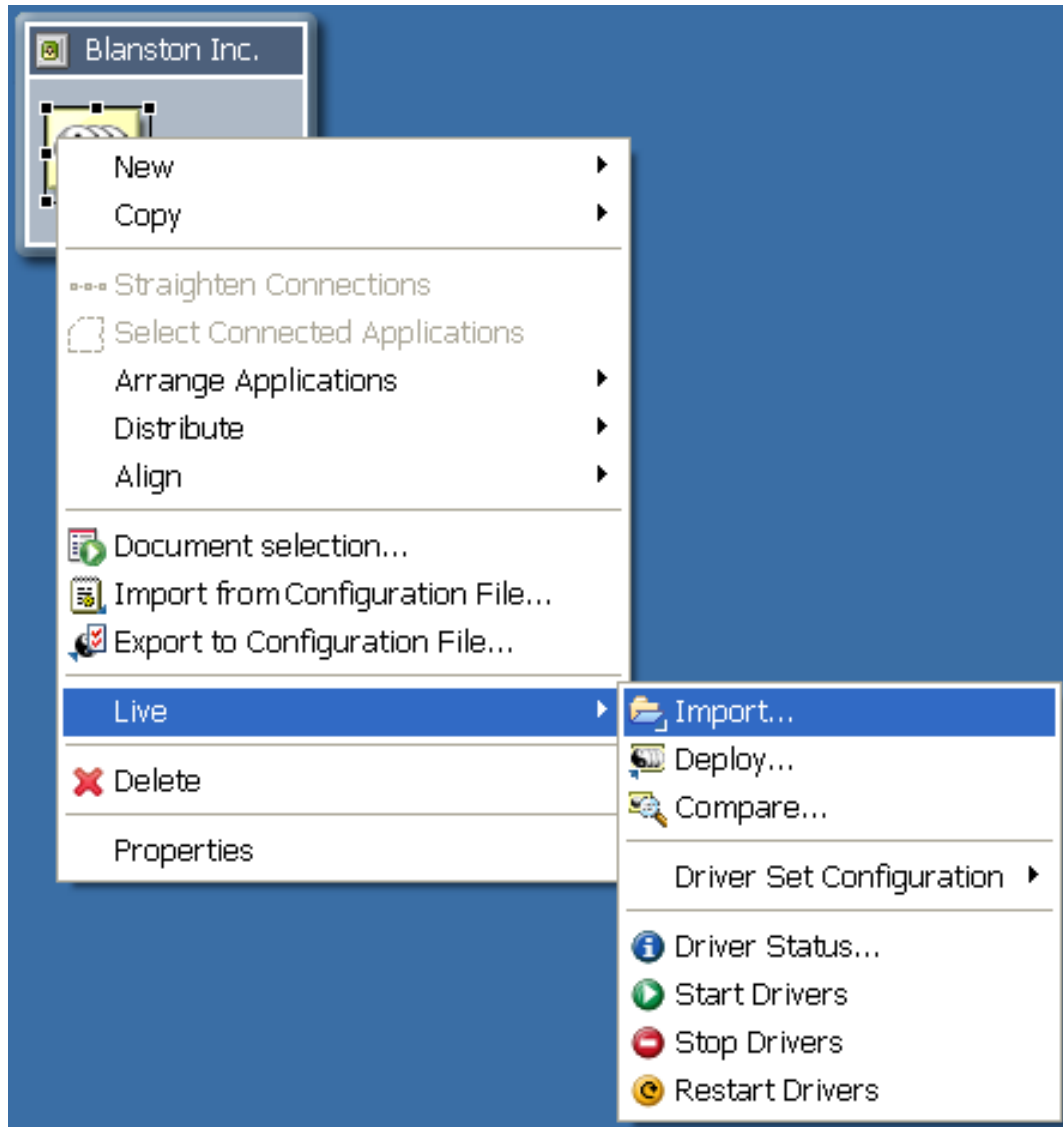 Blanston Inc.
New
Copy
Straighten Connections
Select Connected Applications
Arrange Applications
Distribute
Align
Document selection...
Import from Configuration File...
Export to Configuration File...
Live
Delete
Properties
Import...
Deploy...
Compare...
Driver Set Configuration
Driver Status...
Start Drivers
Stop Drivers
Restart Drivers